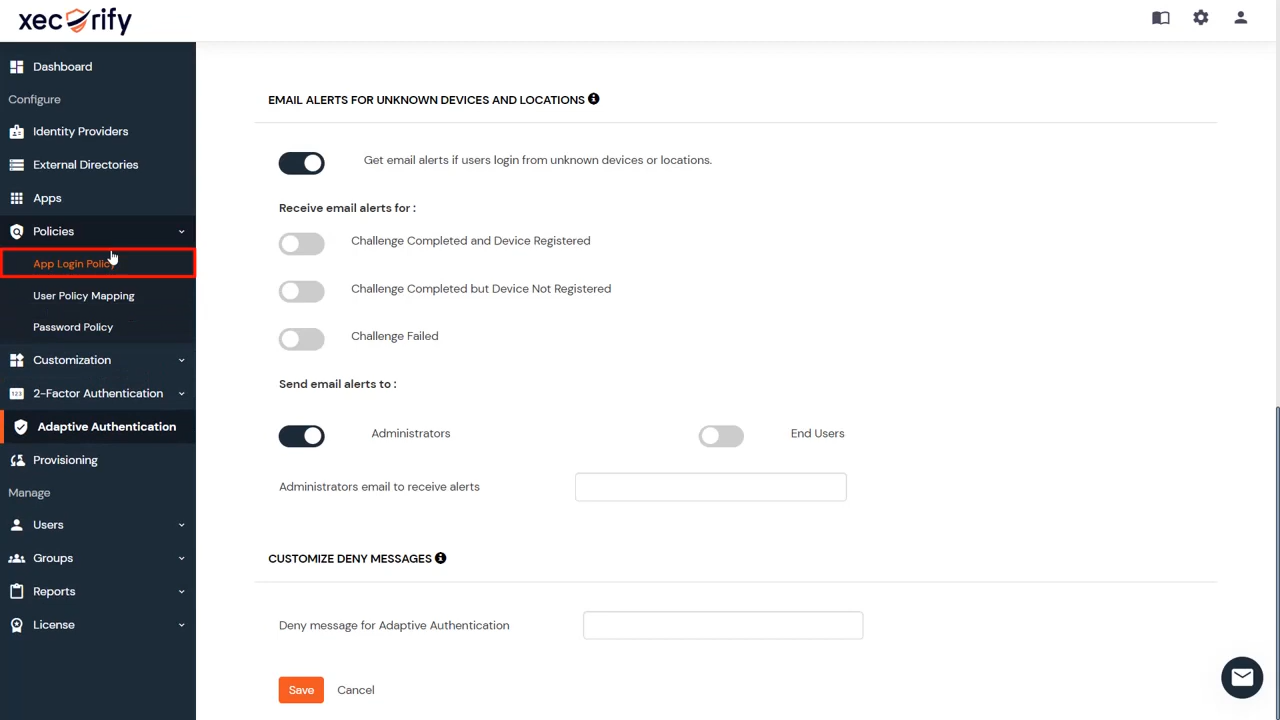 xecurify
Dashboard
Configure
Identity Providers
External Directories
Apps
Policies
App Login Policy
User Policy Mapping
Password Policy
Customization
123
2-Factor Authentication
Adaptive Authentication
Provisioning
Manage
Users
Groups
Reports
License
EMAIL ALERTS FOR UNKNOWN DEVICES AND LOCATIONS
Get email alerts if users login from unknown devices or locations.
Receive email alerts for :
Challenge Completed and Device Registered
Challenge Completed but Device Not Registered
Challenge Failed
Send email alerts to :
Administrators
End Users
Administrators email to receive alerts
CUSTOMIZE DENY MESSAGES
Deny message for Adaptive Authentication
Save
Cancel